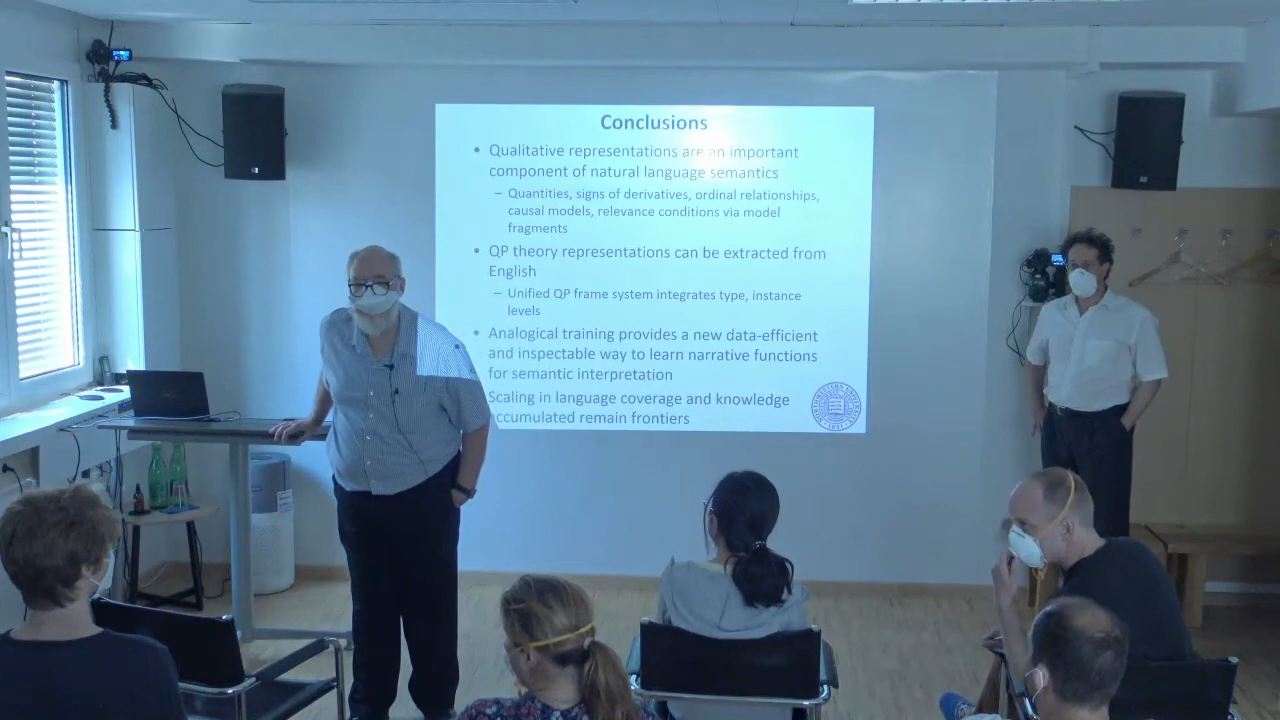 Conclusions
• Qualitative representations are an important
component of natural language semantics
– Quantities, signs of derivatives, ordinal relationships,
causal models, relevance conditions via model
fragments
• QP theory representations can be extracted from
English
– Unified QP frame system integrates type, instance
levels
• Analogical training provides a new data-efficient
and inspectable way to learn narrative functions
for semantic interpretation
Scaling in language coverage and knowledge
accumulated remain frontiers